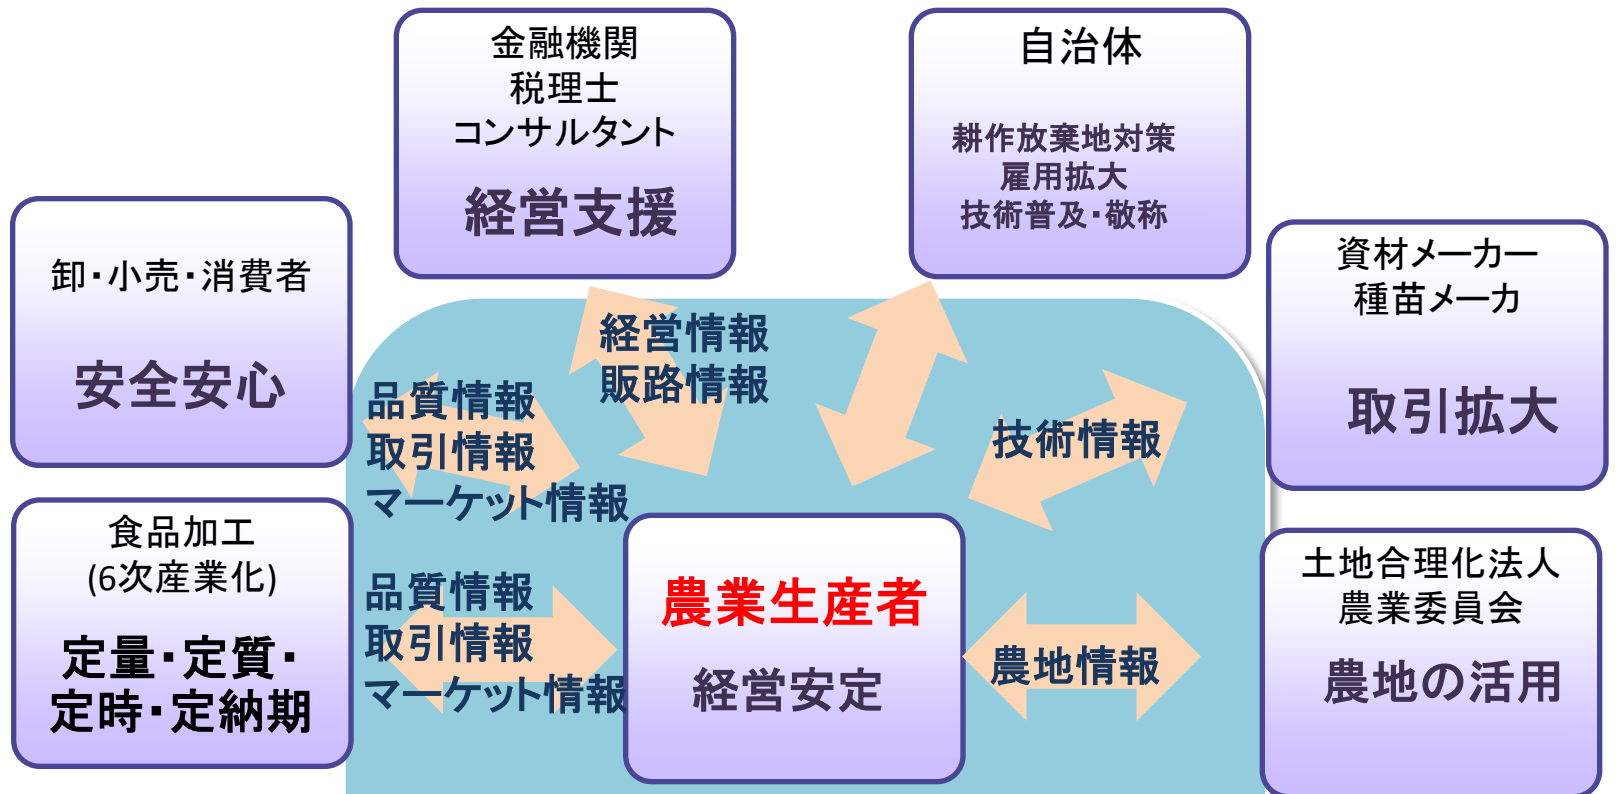 金融機関
税理士
コンサルタント
経営支援
自治体
耕作放棄地対策
雇用拡大
技術普及・敬称
卸・小売・消費者
安全安心
資材メーカー
種苗メーカ
取引拡大
経営情報
販路情報
品質情報
取引情報
マーケット情報
技術情報
食品加工
(6次産業化)
定量・定質・
定時・定納期
品質情報
取引情報
マーケット情報
農業生産者
経営安定
農地情報
土地合理化法人
農業委員会
農地の活用